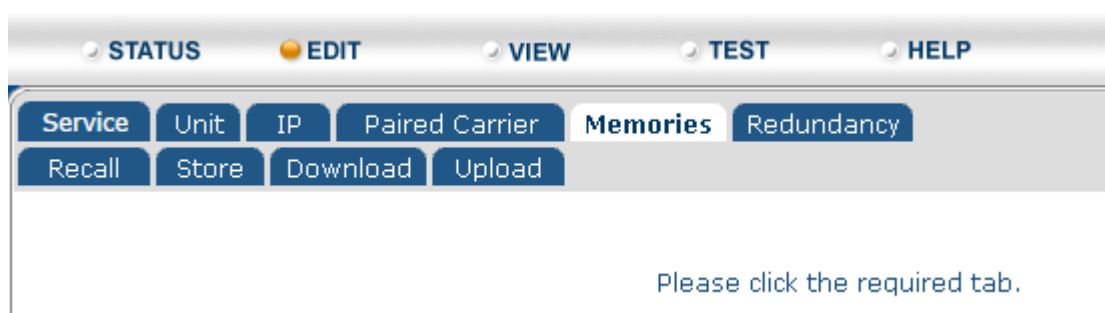 STATUS EDIT VIEW TEST HELP
Service Unit IP Paired Carrier Memories Redundancy
Recall Store Download Upload
Please click the required tab.